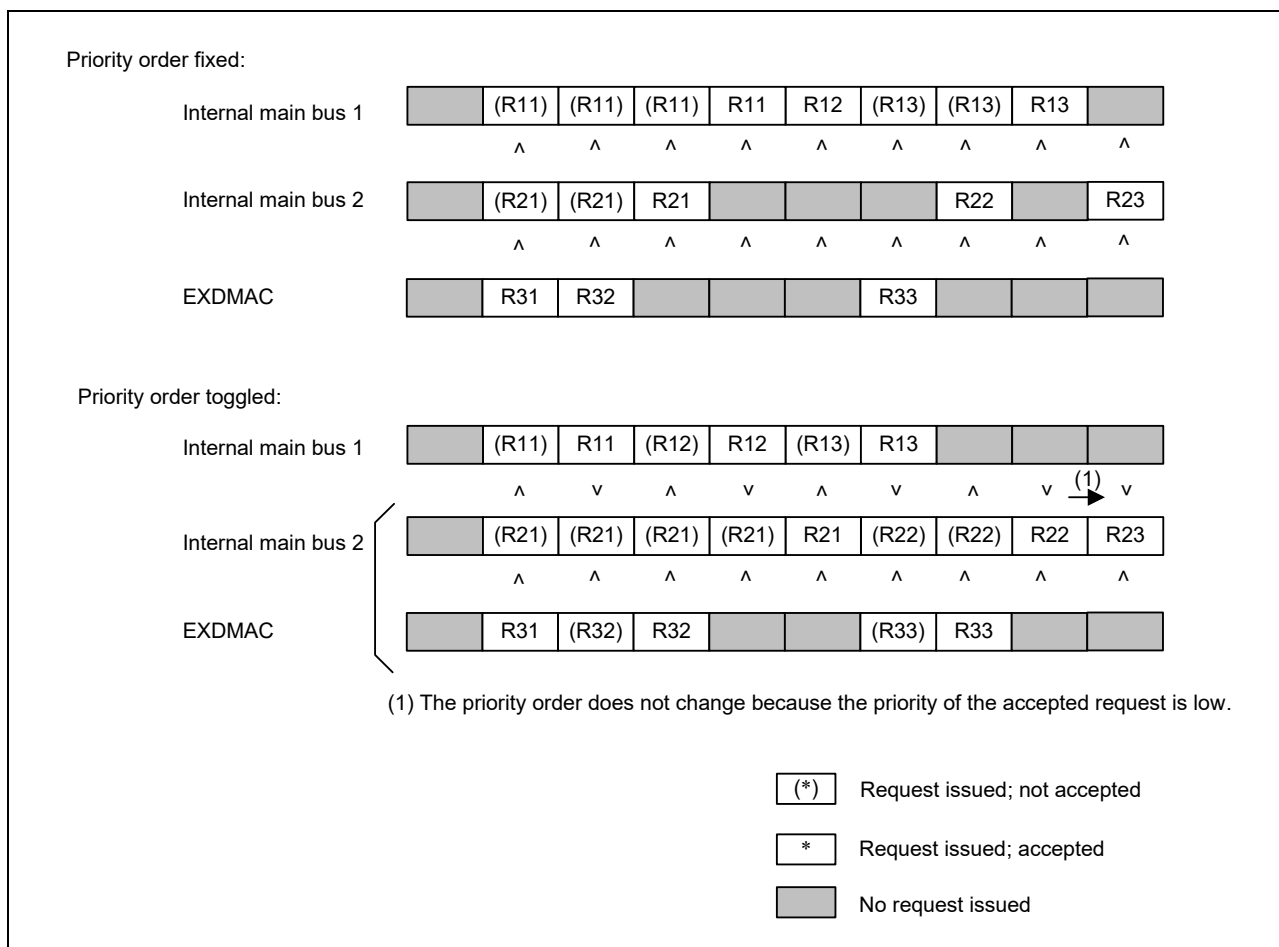 Priority order fixed:
Internal main bus 1 (R11) (R11) (R11) R11 R12 (R13) (R13) R13
^ ^ ^ ^ ^ ^ ^ ^ ^
Internal main bus 2 (R21) (R21) R21 R22 R23
^ ^ ^ ^ ^ ^ ^ ^ ^
EXDMAC R31 R32 R33
Priority order toggled:
Internal main bus 1 (R11) R11 (R12) R12 (R13) R13
^ v ^ v ^ v ^ v (1) v
Internal main bus 2 (R21) (R21) (R21) (R21) R21 (R22) (R22) R22 R23
^ ^ ^ ^ ^ ^ ^ ^ ^
EXDMAC R31 (R32) R32 (R33) R33
(1) The priority order does not change because the priority of the accepted request is low.
(*) Request issued; not accepted
* Request issued; accepted
No request issued